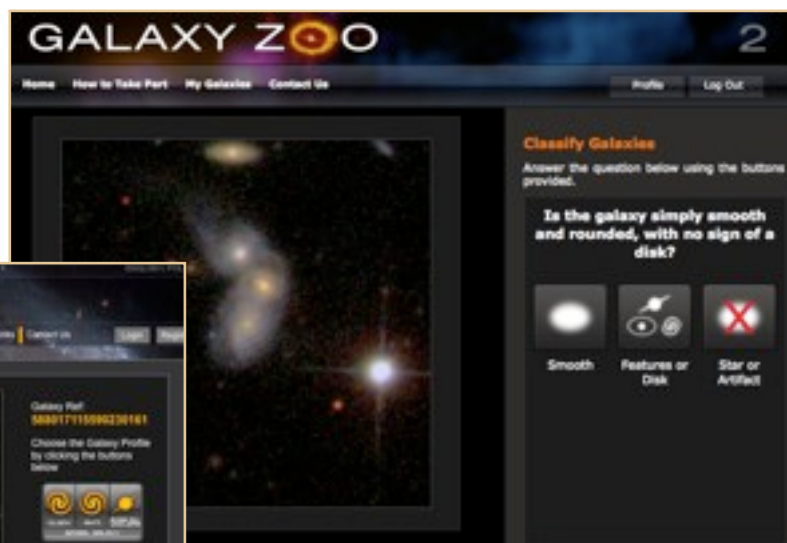 GALAXY ZOO 2
Home How to Take Part My Galaxies Contact Us Profile Log Out
Classify Galaxies
Answer the question below using the buttons
provided.
Is the galaxy simply smooth
and rounded, with no sign of a
disk?
Smooth Features or
Disk Star or
Artifact
Contact Us Login
Galaxy Ref:
Choose the Galaxy Profile
by clicking the buttons
below